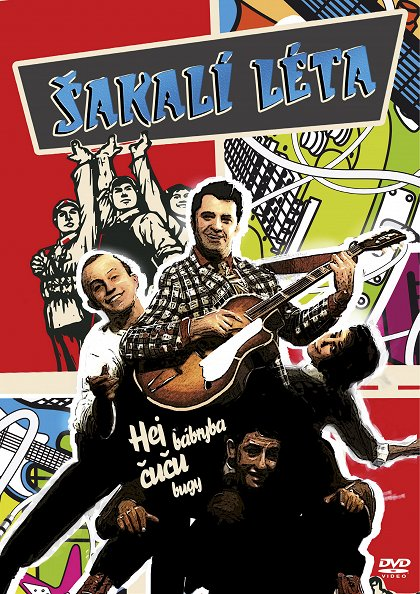 ŠAKALÍ LÉTA
Hej
bábryba
čuču
bugy
DVD
VIDEO